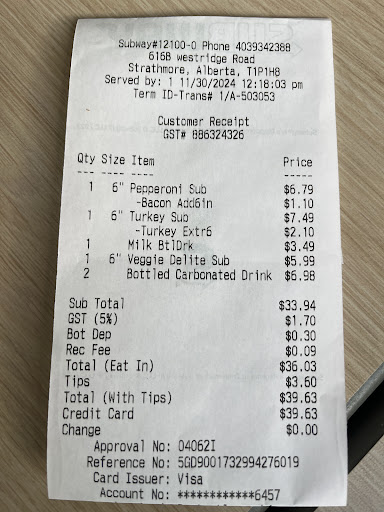 Subway#12100-0 Phone 4039342388
616B westridge Road
Strathmore, Alberta, T1P1H8
Served by: 1 11/30/2024 12:18:03 pm
Term ID-Trans# 1/A-503053
Customer Receipt
GST# 886324326
Qty Size Item Price
--- ---- ---- -----
1 6" Pepperoni Sub $6.79
-Bacon Add6in $1.10
1 6" Turkey Sub $7.49
-Turkey Extr6 $2.10
1 Milk BtlDrk $3.49
1 6" Veggie Delite Sub $5.99
2 Bottled Carbonated Drink $6.98
Sub Total $33.94
GST (5%) $1.70
Bot Dep $0.30
Rec Fee $0.09
Total (Eat In) $36.03
Tips $3.60
Total (With Tips) $39.63
Credit Card $39.63
Change $0.00
Approval No: 04062I
Reference No: 5GD9001732994276019
Card Issuer: Visa
Account No: ************6457